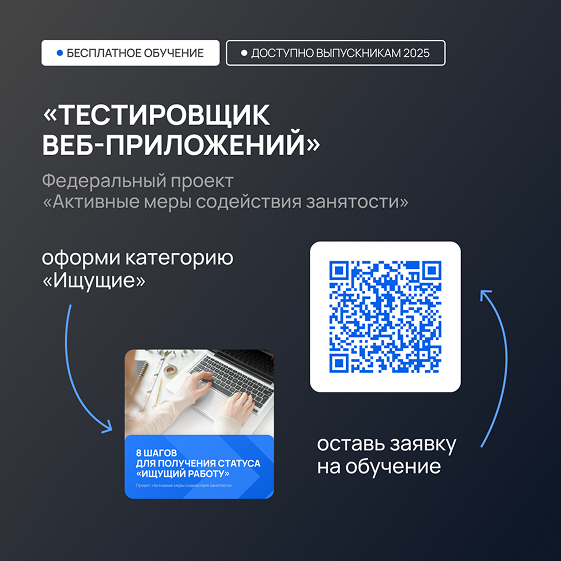 БЕСПЛАТНОЕ ОБУЧЕНИЕ
ДОСТУПНО ВЫПУСКНИКАМ 2025
«ТЕСТИРОВЩИК
ВЕБ-ПРИЛОЖЕНИЙ»
Федеральный проект
«Активные меры содействия занятости»
оформи категорию
«Ищущие»
8 ШАГОВ
ДЛЯ ПОЛУЧЕНИЯ СТАТУСА
«ИЩУЩИЙ РАБОТУ»
Проект «Активные меры содействия занятости»
оставь заявку
на обучение